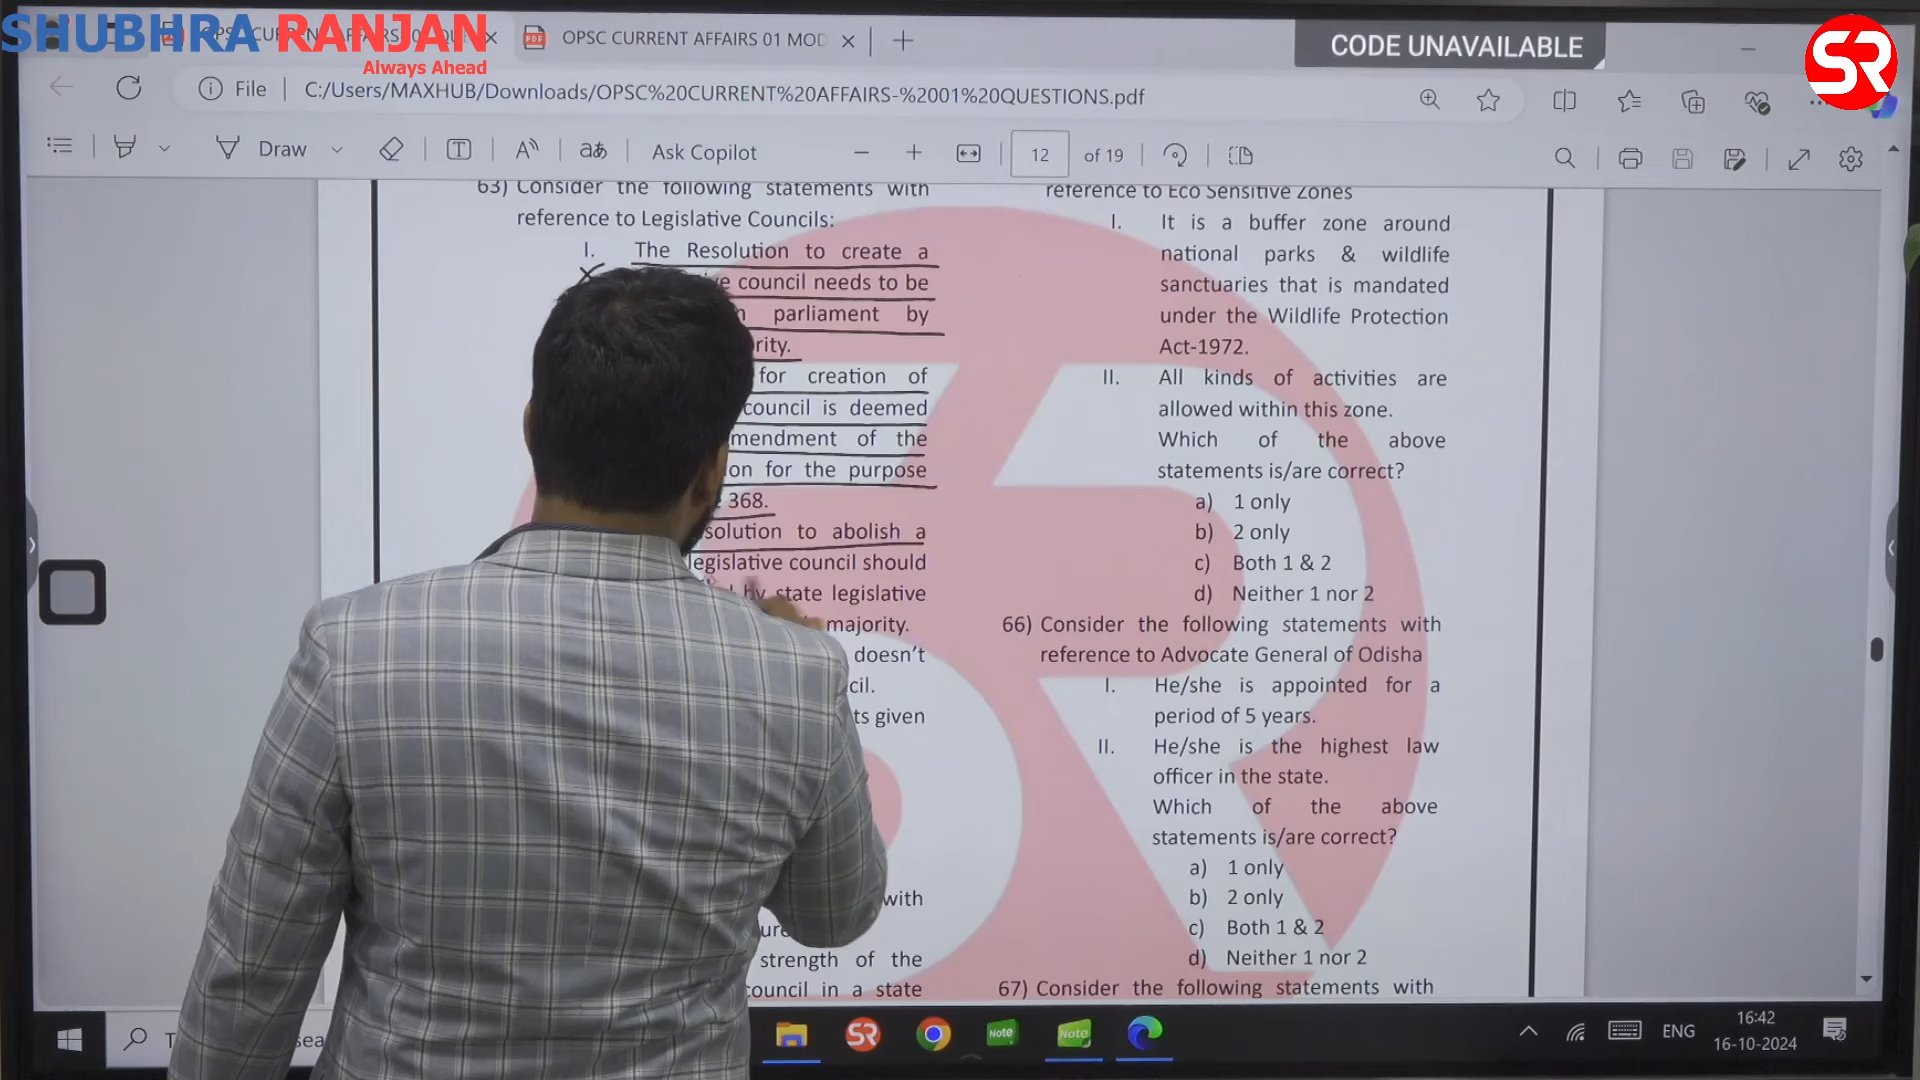 SHUBHRA RANJAN
Always Ahead
OPSC CURRENT AFFAIRS 01 MOD
CODE UNAVAILABLE
SR
File
C:/Users/MAXHUB/Downloads/OPSC%20CURRENT%20AFFAIRS-%2001%20QUESTIONS.pdf
Draw
Ask Copilot
12
of 19
63) Consider the following statements with
reference to Legislative Councils:
I. The Resolution to create a
council needs to be
parliament by
for creation of
council is deemed
of the
for the purpose
368.
to abolish a
legislative council should
by state legislative
majority.
doesn't
given
with
strength of the
in a state
reference to Eco Sensitive Zones
I. It is a buffer zone around
national parks & wildlife
sanctuaries that is mandated
under the Wildlife Protection
Act-1972.
II. All kinds of activities are
allowed within this zone.
Which of the above
statements is/are correct?
a) 1 only
b) 2 only
c) Both 1 & 2
d) Neither 1 nor 2
66) Consider the following statements with
reference to Advocate General of Odisha
I. He/she is appointed for a
period of 5 years.
II. He/she is the highest law
officer in the state.
Which of the above
statements is/are correct?
a) 1 only
b) 2 only
c) Both 1 & 2
d) Neither 1 nor 2
67) Consider the following statements with
SR
Note
Note
ENG
16:42
16-10-2024